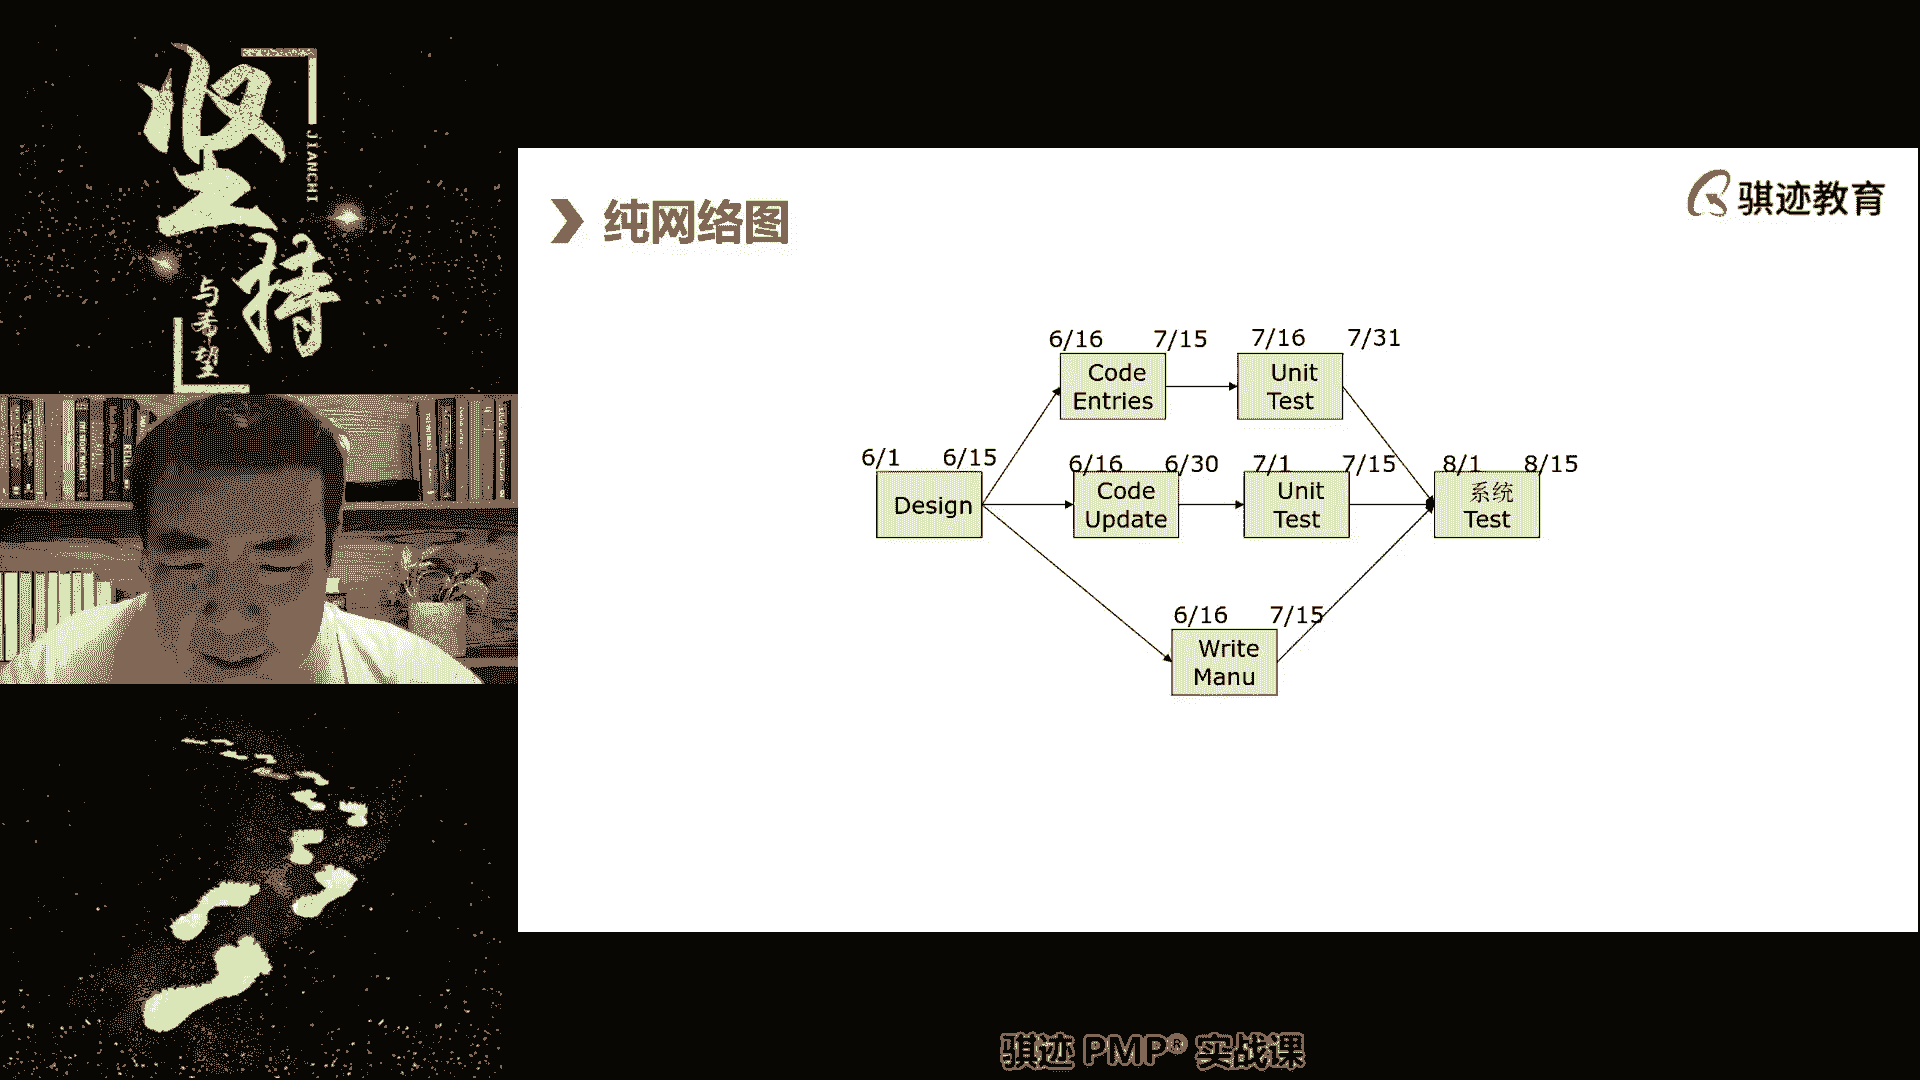 坚持
JIANCHI
与希望
骐迹教育
纯网络图
6/16 7/15 7/16 7/31
Code Entries
Unit Test
6/1 6/15 6/16 6/30 7/1 7/15 8/1 8/15
Design
Code Update
Unit Test
系统 Test
6/16 7/15
Write Manu
骐迹 PMP® 实战课